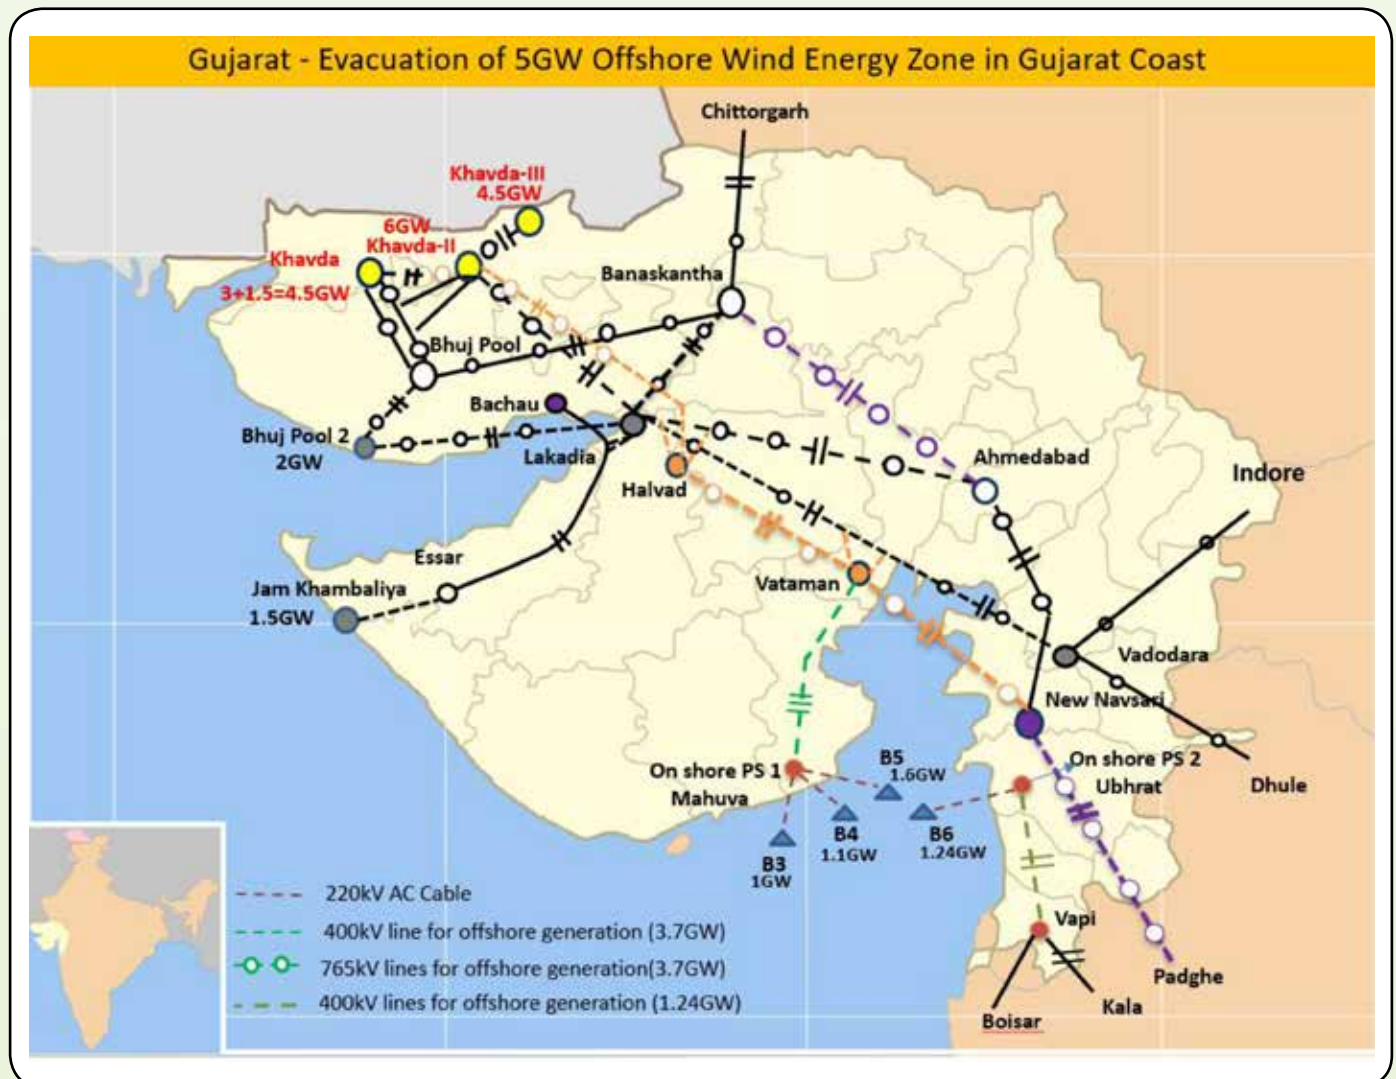 Gujarat - Evacuation of 5GW Offshore Wind Energy Zone in Gujarat Coast
Chittorgarh
Khavda-III
4.5GW
6GW
Khavda-II
Khavda
3+1.5=4.5GW
Banaskantha
Bhuj Pool
Bachau
Bhuj Pool 2
2GW
Lakadia
Halvad
Ahmedabad
Indore
Essar
Jam Khambaliya
1.5GW
Vataman
Vadodara
New Navsari
On shore PS 1
Mahuva
B5
1.6GW
On shore PS 2
Ubhrat
Dhule
B3
1GW
B4
1.1GW
B6
1.24GW
Vapi
Padghe
Kala
Boisar
220kV AC Cable
400kV line for offshore generation (3.7GW)
765kV lines for offshore generation(3.7GW)
400kV lines for offshore generation (1.24GW)